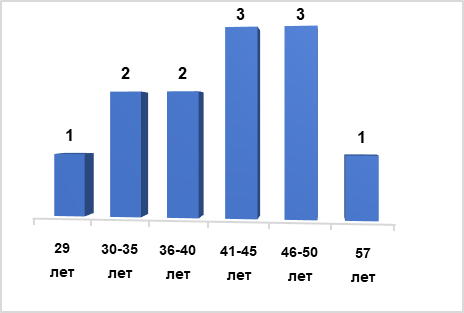 1
2
2
3
3
1
29 лет
30-35 лет
36-40 лет
41-45 лет
46-50 лет
57 лет